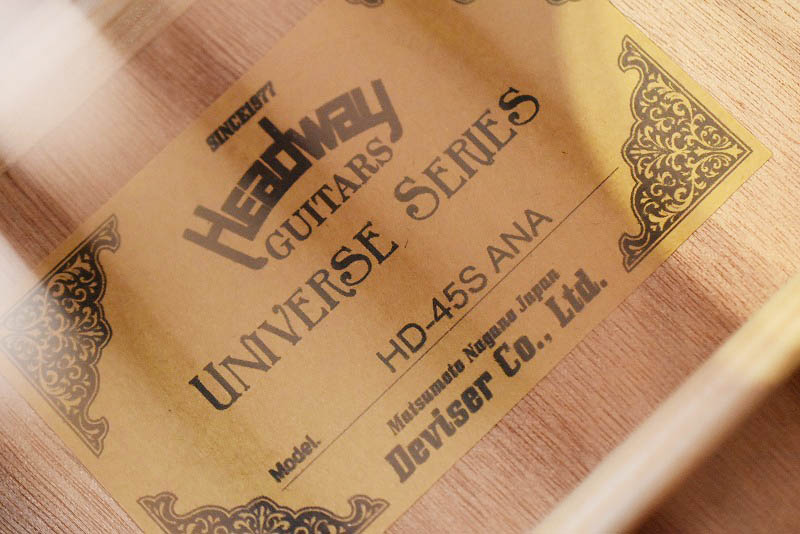 SINCE1977
Headway
GUITARS
UNIVERSE SERIES
Model. HD-45S ANA
Matsumoto Nagano Japan
Deviser Co., Ltd.